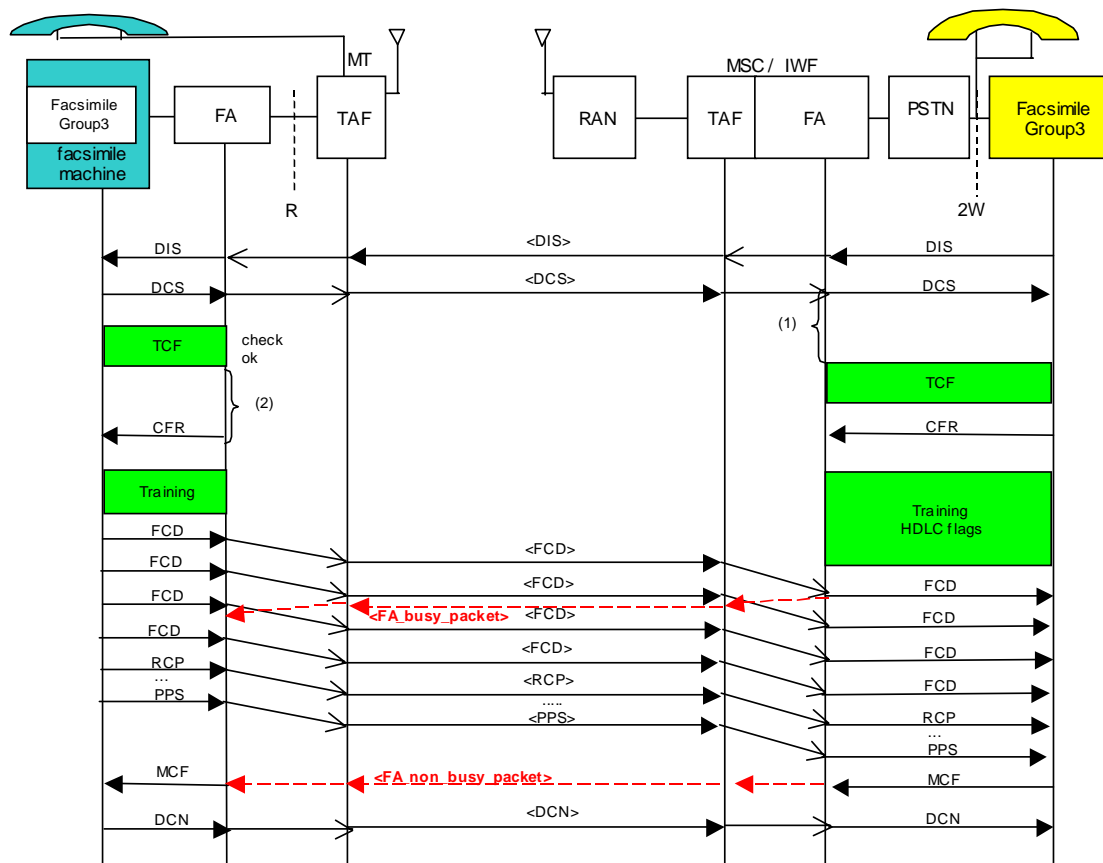 MT
MSC / IWF
Facsimile
Group3
facsimile
machine
FA
TAF
RAN
TAF
FA
PSTN
Facsimile
Group3
R
2W
DIS
<DIS>
DIS
DCS
<DCS>
DCS
(1)
TCF
check
ok
TCF
(2)
CFR
CFR
Training
Training
HDLC flags
FCD
<FCD>
FCD
<FCD>
FCD
FCD
<FA_busy_packet>
<FCD>
FCD
FCD
<FCD>
FCD
RCP
<RCP>
FCD
...
.....
PPS
<PPS>
RCP
...
PPS
MCF
<FA_non_busy_packet>
MCF
DCN
<DCN>
DCN